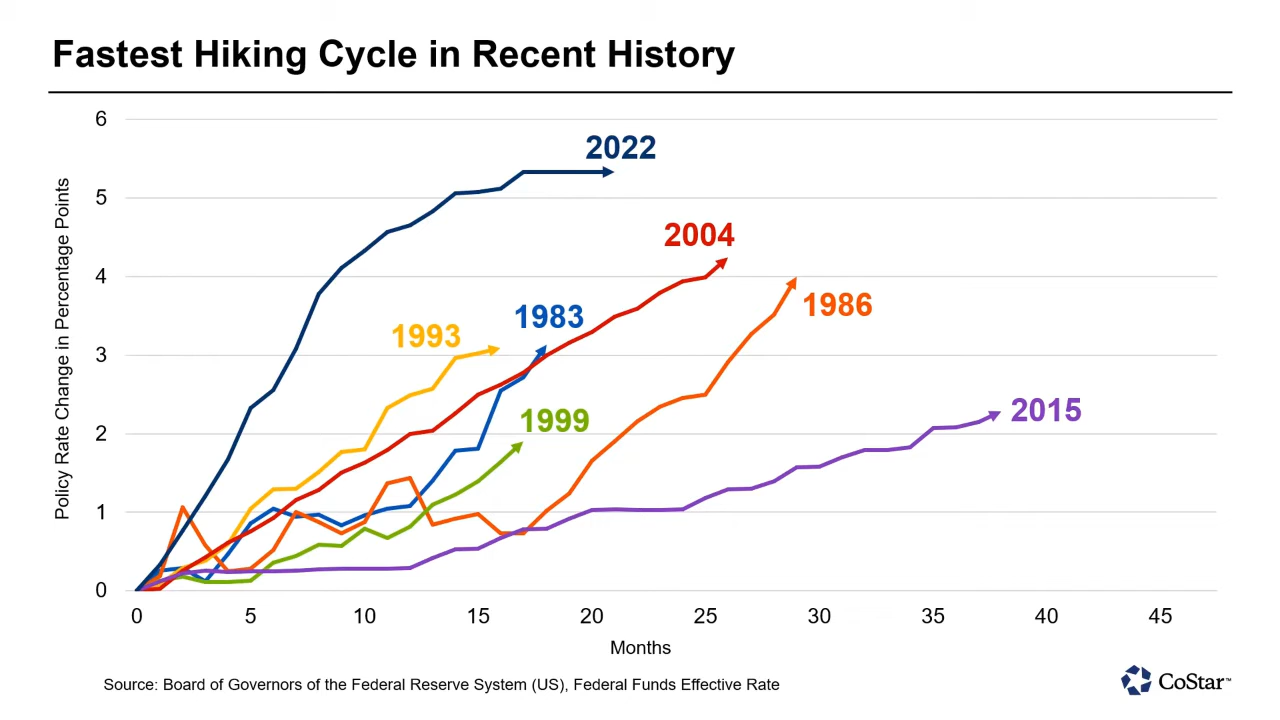 Fastest Hiking Cycle in Recent History
Policy Rate Change in Percentage Points
6
5
4
3
2
1
0
2022
2004
1986
1983
1993
1999
2015
0 5 10 15 20 25 30 35 40 45
Months
Source: Board of Governors of the Federal Reserve System (US), Federal Funds Effective Rate
CoStar™